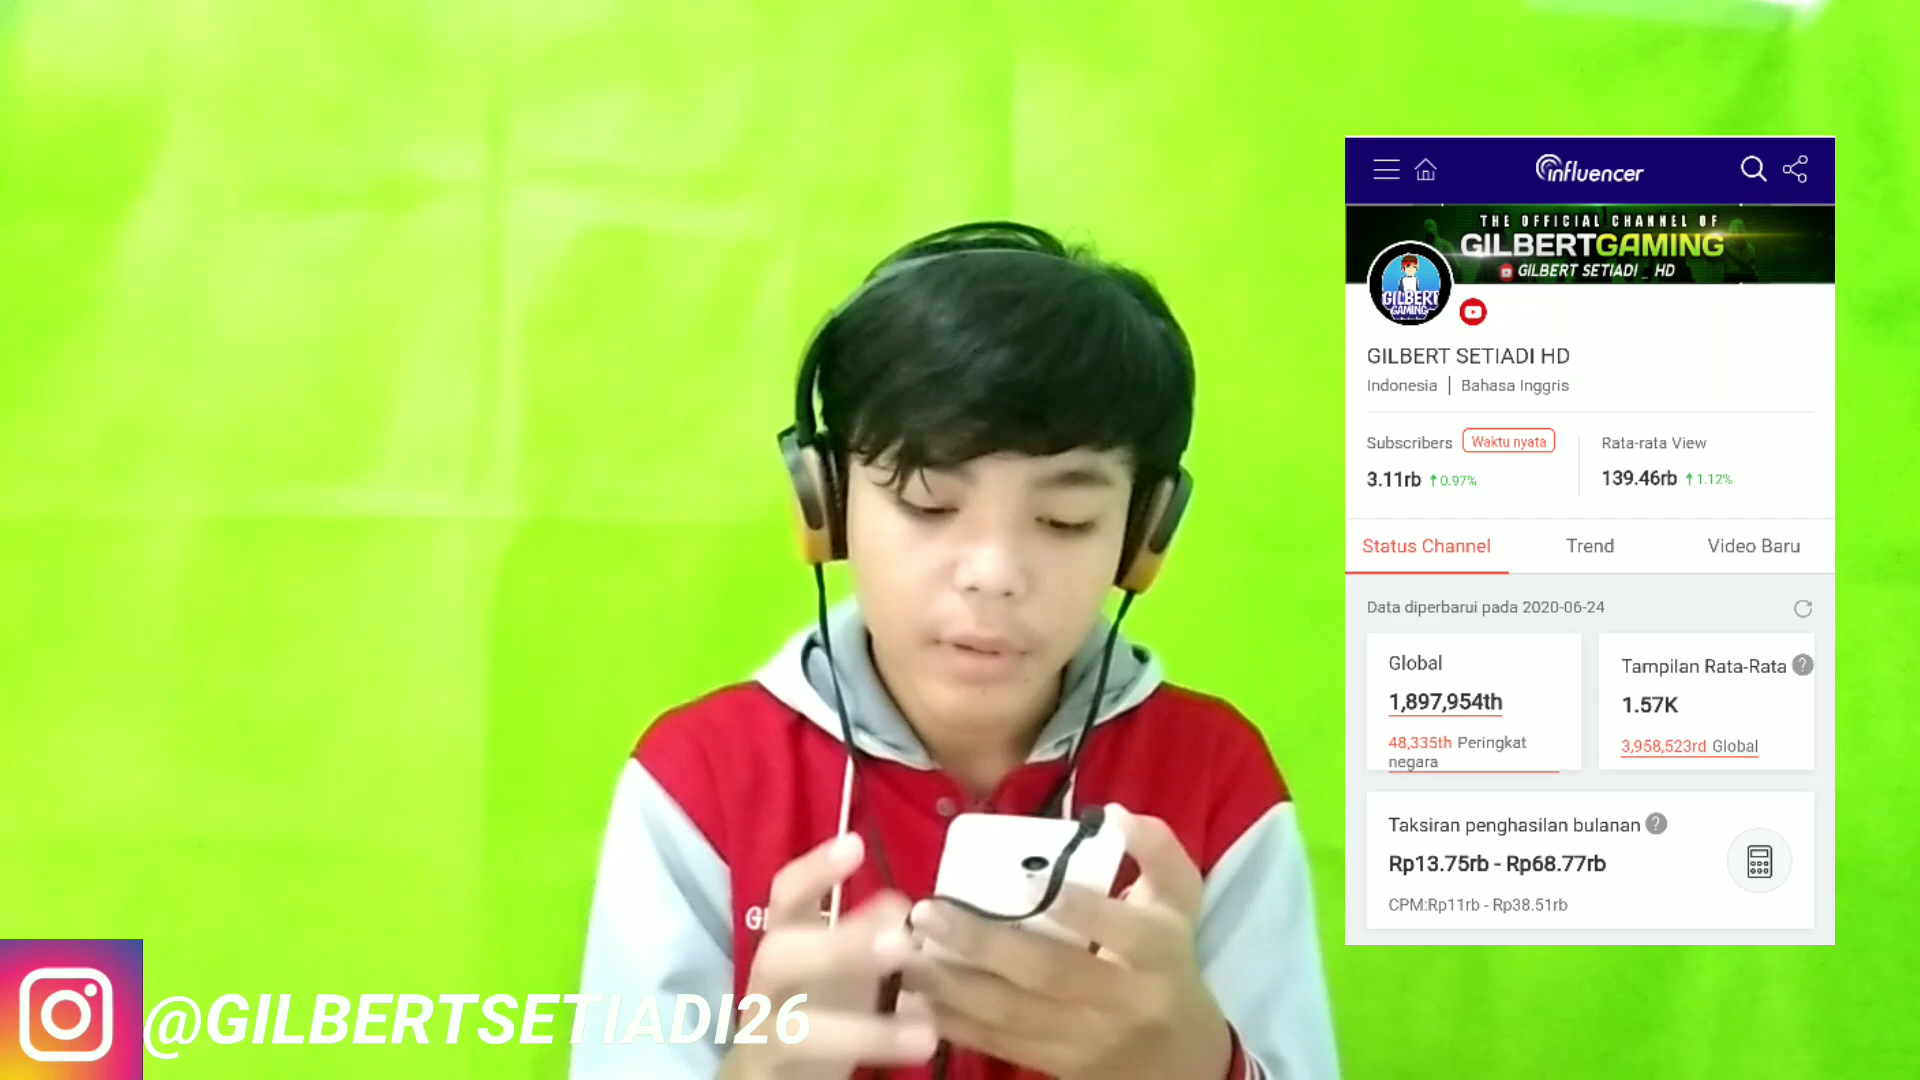 influencer
THE OFFICIAL CHANNEL OF
GILBERTGAMING
GILBERT SETIADI _ HD
GILBERT
GAMING
GILBERT SETIADI HD
Indonesia | Bahasa Inggris
Subscribers Waktu nyata
3.11rb 0.97%
Rata-rata View
139.46rb 1.12%
Status Channel Trend Video Baru
Data diperbarui pada 2020-06-24
Global
1,897,954th
48,335th Peringkat
negara
Tampilan Rata-Rata ?
1.57K
3,958,523rd Global
Taksiran penghasilan bulanan ?
Rp13.75rb - Rp68.77rb
CPM:Rp11rb - Rp38.51rb
@GILBERTSETIADI26